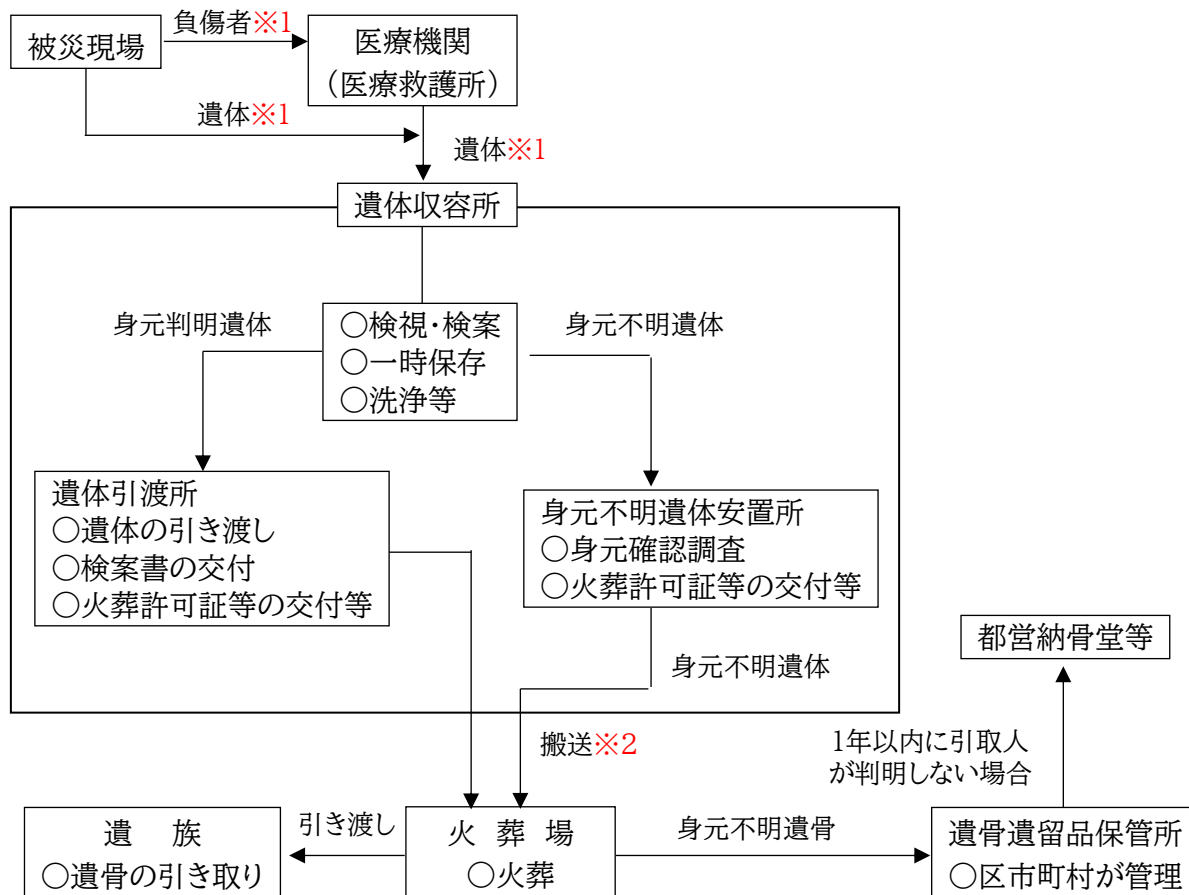 被災現場
負傷者※1
医療機関
（医療救護所）
遺体※1
遺体※1
遺体収容所
身元判明遺体
○検視・検案
○一時保存
○洗浄等
身元不明遺体
遺体引渡所
○遺体の引き渡し
○検案書の交付
○火葬許可証等の交付等
身元不明遺体安置所
○身元確認調査
○火葬許可証等の交付等
身元不明遺体
都営納骨堂等
搬送※2
1年以内に引取人
が判明しない場合
遺　族
○遺骨の引き取り
引き渡し
火 葬 場
○火葬
身元不明遺骨
遺骨遺留品保管所
○区市町村が管理